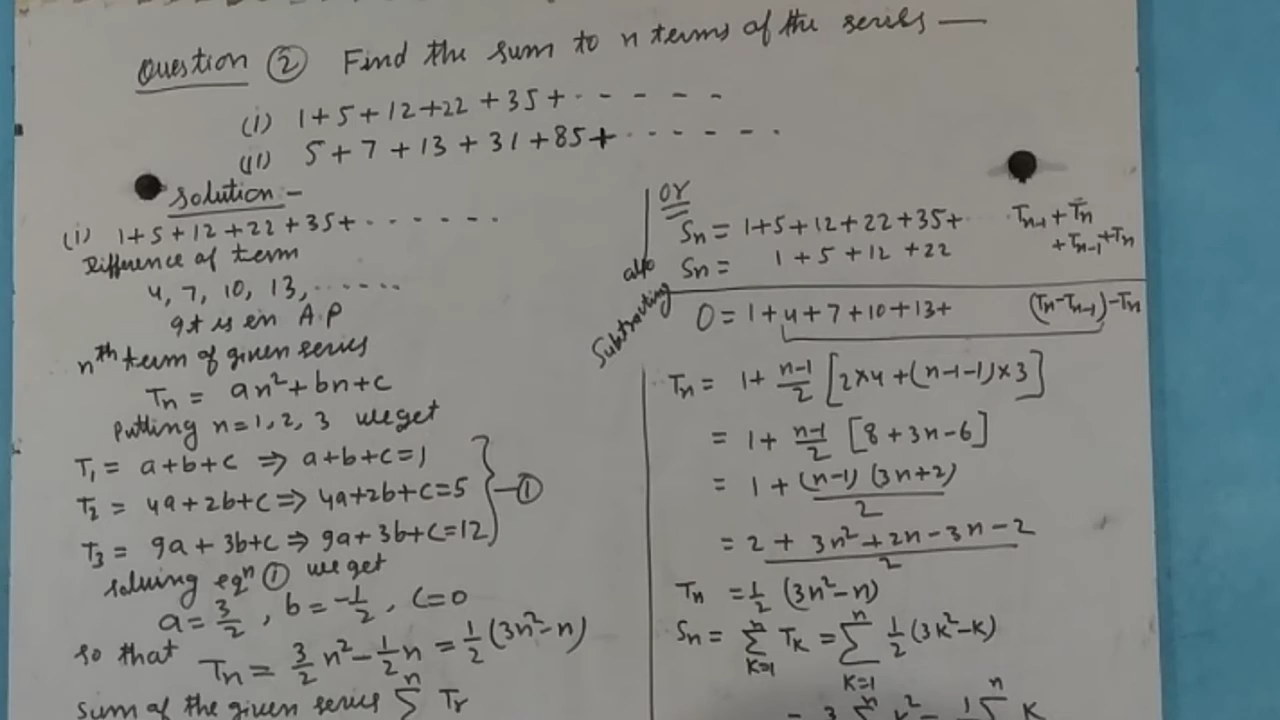 Question ② Find the sum to n terms of the series —
(i) 1+5+12+22+35+ - - - - -
(ii) 5+7+13+31+85+ - - - - - -
Solution:-
(i) 1+5+12+22+35+ - - - - - -
Difference of term
4, 7, 10, 13, ......
It is in A.P
nth term of given series
Tn = an²+bn+c
Putting n=1, 2, 3 we get
T₁ = a+b+c ⇒ a+b+c=1
T₂ = 4a+2b+c ⇒ 4a+2b+c=5
T₃ = 9a+3b+c ⇒ 9a+3b+c=12 } —①
Solving eqn ① we get
a=3/2, b=-1/2, c=0
So that Tn = 3/2 n² - 1/2 n = 1/2 (3n²-n)
Sum of the given series Σ n Tr
OR
Sn = 1+5+12+22+35+ Tn-1+Tn
also Sn = 1+5+12+22 +Tn-1+Tn
Subtracting
0 = 1+4+7+10+13+ (Tn-Tn-1)-Tn
Tn = 1+ n-1/2 [2×4+(n-1-1)×3]
= 1+ n-1/2 [8+3n-6]
= 1+ (n-1)(3n+2)/2
= 2+3n²+2n-3n-2/2
Tn = 1/2 (3n²-n)
Sn = Σ n k=1 Tk = Σ n k=1 1/2 (3k²-k)
= 3 Σ n k² - 1 Σ n k